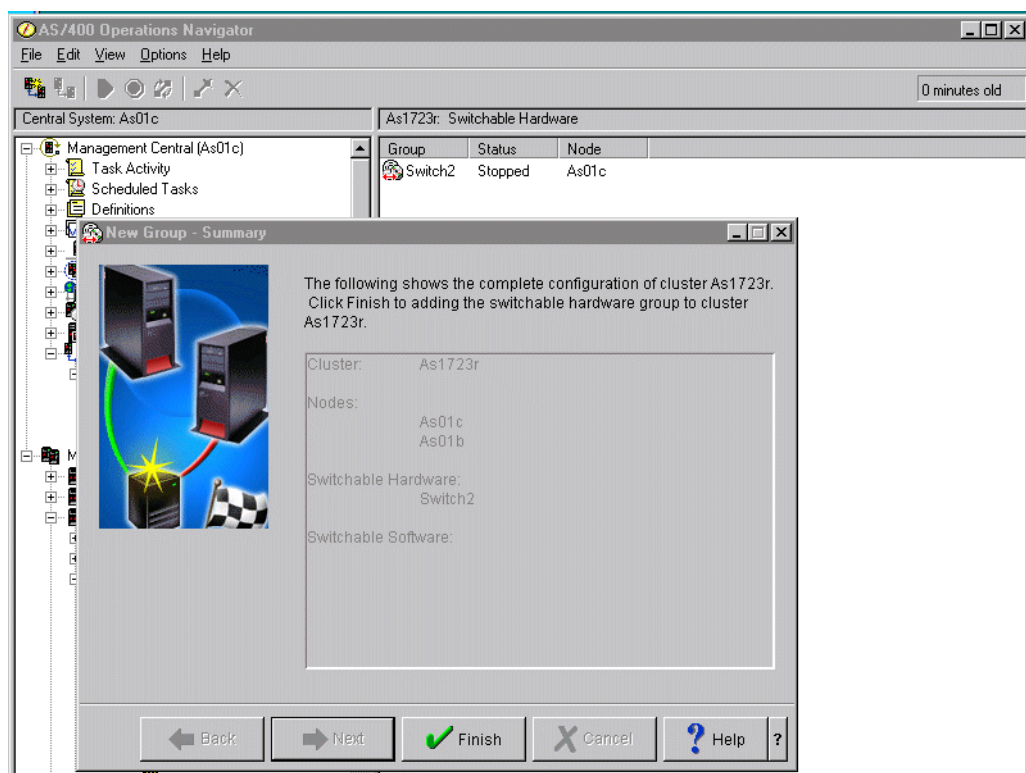 AS/400 Operations Navigator
File Edit View Options Help
0 minutes old
Central System: As01c
As1723r: Switchable Hardware
Management Central (As01c)
Task Activity
Scheduled Tasks
Definitions
Group Status Node
Switch2 Stopped As01c
New Group - Summary
The following shows the complete configuration of cluster As1723r.
Click Finish to adding the switchable hardware group to cluster
As1723r.
Cluster: As1723r
Nodes:
As01c
As01b
Switchable Hardware:
Switch2
Switchable Software:
Back Next Finish Cancel Help ?